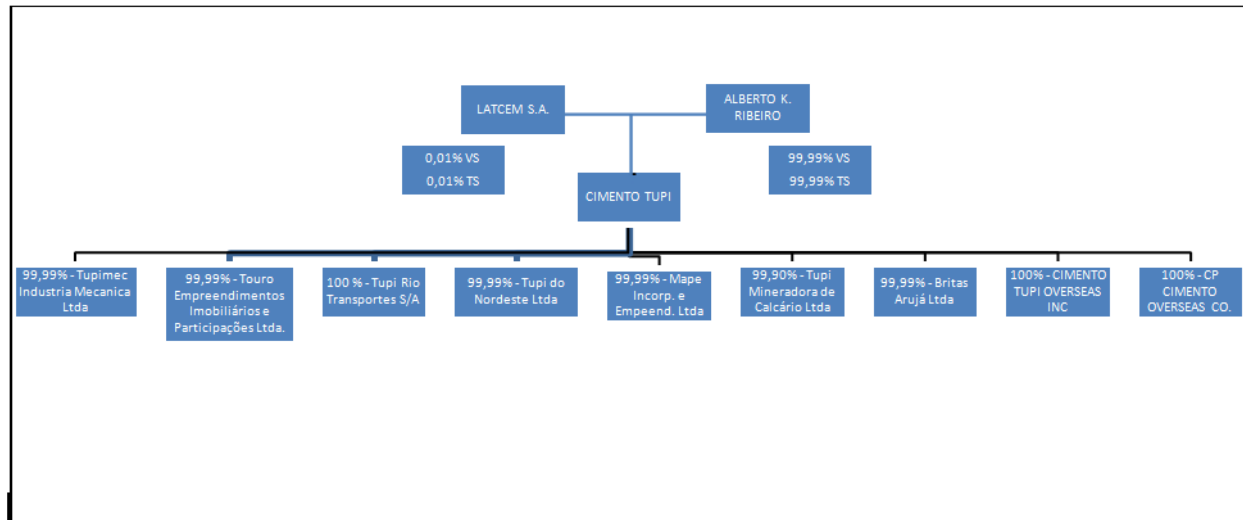 LATCEM S.A.
ALBERTO K.
RIBEIRO
0,01% VS
0,01% TS
99,99% VS
99,99% TS
CIMENTO TUPI
99,99% - Tupimec
Industria Mecanica
Ltda
99,99% - Touro
Empreendimentos
Imobiliários e
Participações Ltda.
100 % - Tupi Rio
Transportes S/A
99,99% - Tupi do
Nordeste Ltda
99,99% - Mape
Incorp. e
Empeend. Ltda
99,90% - Tupi
Mineradora de
Calcário Ltda
99,99% - Britas
Arujá Ltda
100% - CIMENTO
TUPI OVERSEAS
INC
100% - CP
CIMENTO
OVERSEAS CO.